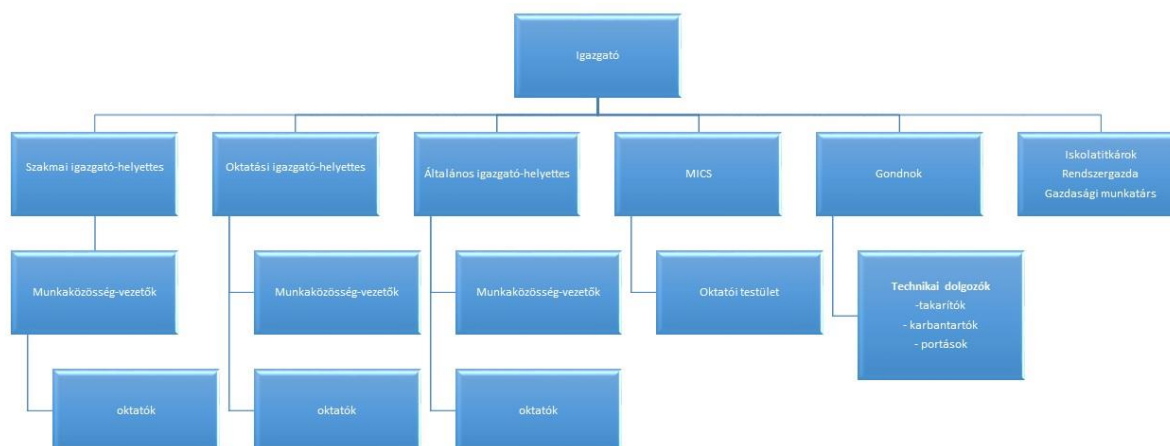 Igazgató
Szakmai igazgató-helyettes
Oktatási igazgató-helyettes
Általános igazgató-helyettes
MICS
Gondnok
Iskolatitkárok
Rendszergazda
Gazdasági munkatárs
Munkaközösség-vezetők
Munkaközösség-vezetők
Munkaközösség-vezetők
Oktatói testület
Technikai dolgozók
-takarítók
- karbantartók
- portások
oktatók
oktatók
oktatók